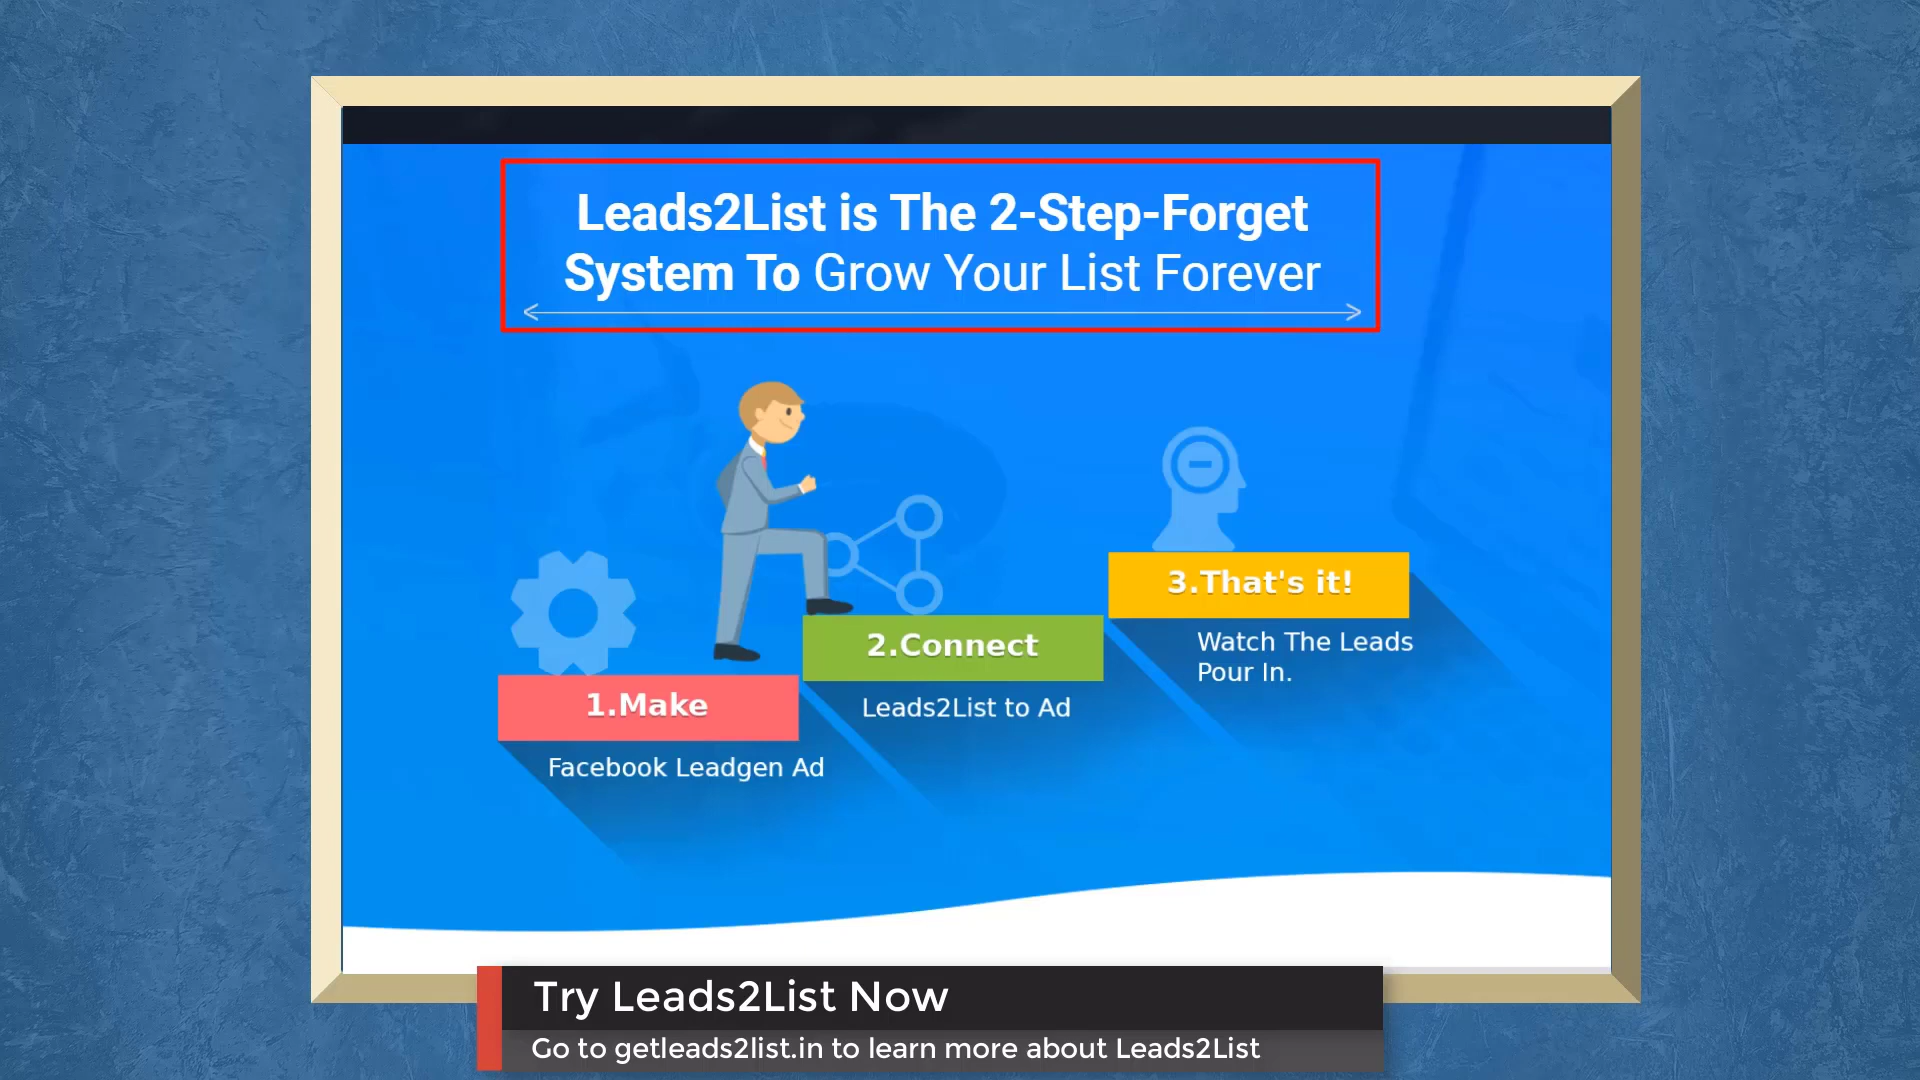 Leads2List is The 2-Step-Forget
System To Grow Your List Forever
1.Make
Facebook Leadgen Ad
2.Connect
Leads2List to Ad
3.That's it!
Watch The Leads
Pour In.
Try Leads2List Now
Go to getleads2list.in to learn more about Leads2List